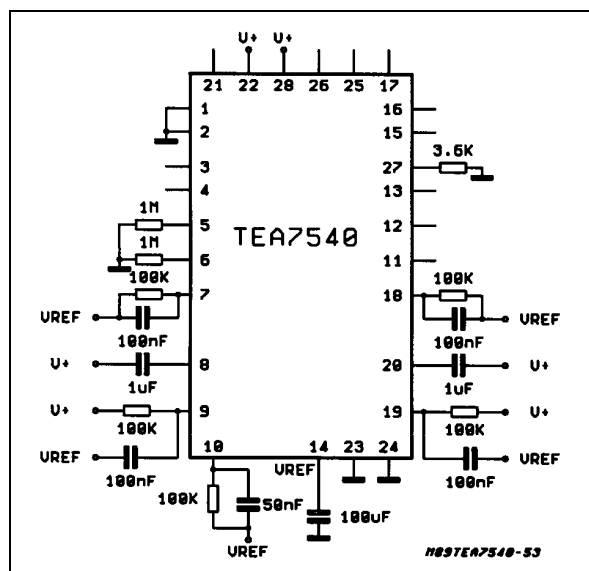 V+ V+
21 22 28 26 25 17
1 16
2 15
3.6K
3 27
4 13
1M
5 12
TEA7540
1M
6 11
100K 100K
7 18
VREF VREF
100nF 100nF
V+ 8 20 V+
1uF 1uF
V+ 9 19 V+
100K 100K
VREF 10 14 23 24 VREF
100nF VREF 100nF
100K 50nF 100uF
VREF
M89TEA7540-53